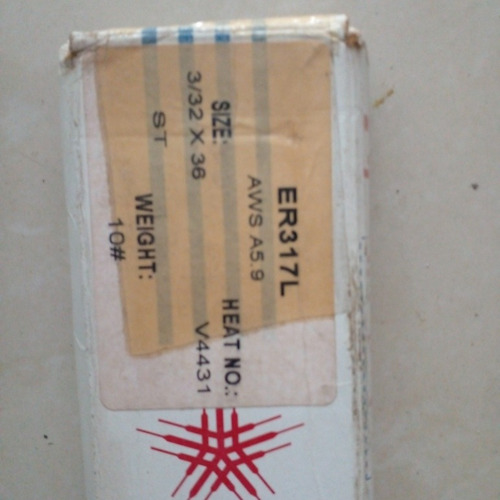 ER317L
AWS A5.9
SIZE: HEAT NO.:
3/32 X 36 V4431
ST
WEIGHT:
10#